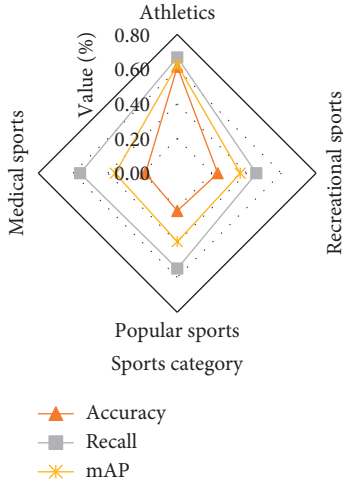 Athletics
0.80
0.60
0.40
0.20
0.00
Value (%)
Medical sports
Recreational sports
Popular sports
Sports category
Accuracy
Recall
mAP